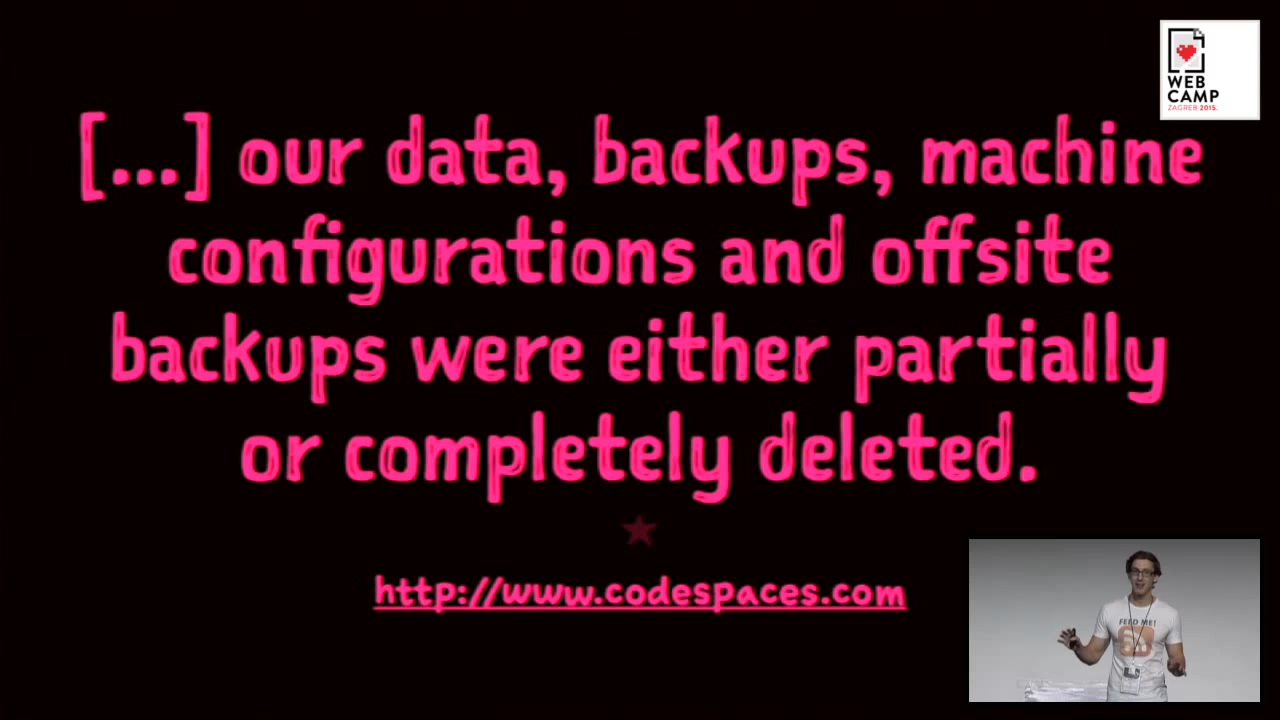 WEB
CAMP
ZAGREB 2015.
[...] our data, backups, machine
configurations and offsite
backups were either partially
or completely deleted.
http://www.codespaces.com
FEED ME!